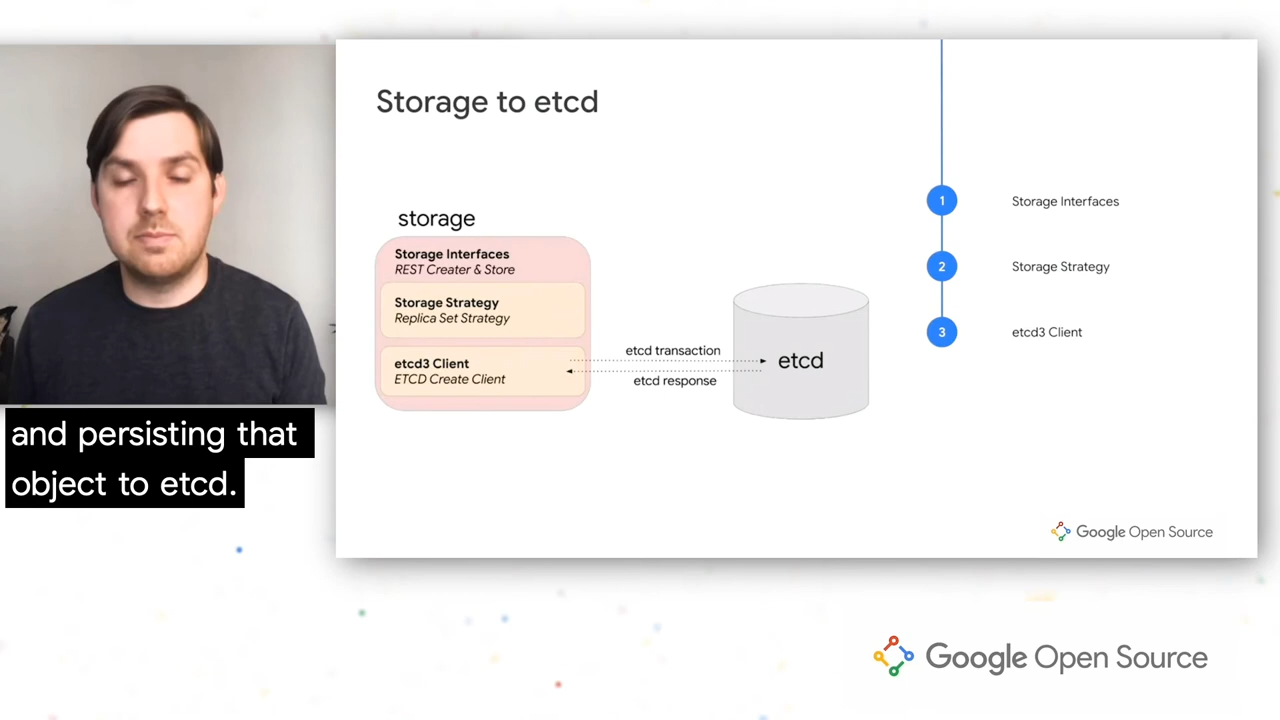 Storage to etcd
storage
Storage Interfaces
REST Creater & Store
Storage Strategy
Replica Set Strategy
etcd3 Client
ETCD Create Client
etcd transaction
etcd response
etcd
1
Storage Interfaces
2
Storage Strategy
3
etcd3 Client
Google Open Source
and persisting that
object to etcd.
Google Open Source